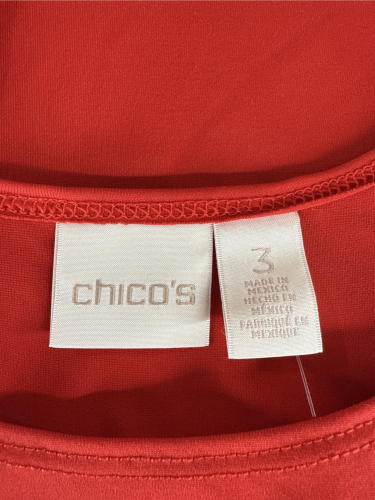 chico's
3
MADE IN
MEXICO
HECHO EN
MÉXICO
FABRIQUÉ EN
MEXIQUE